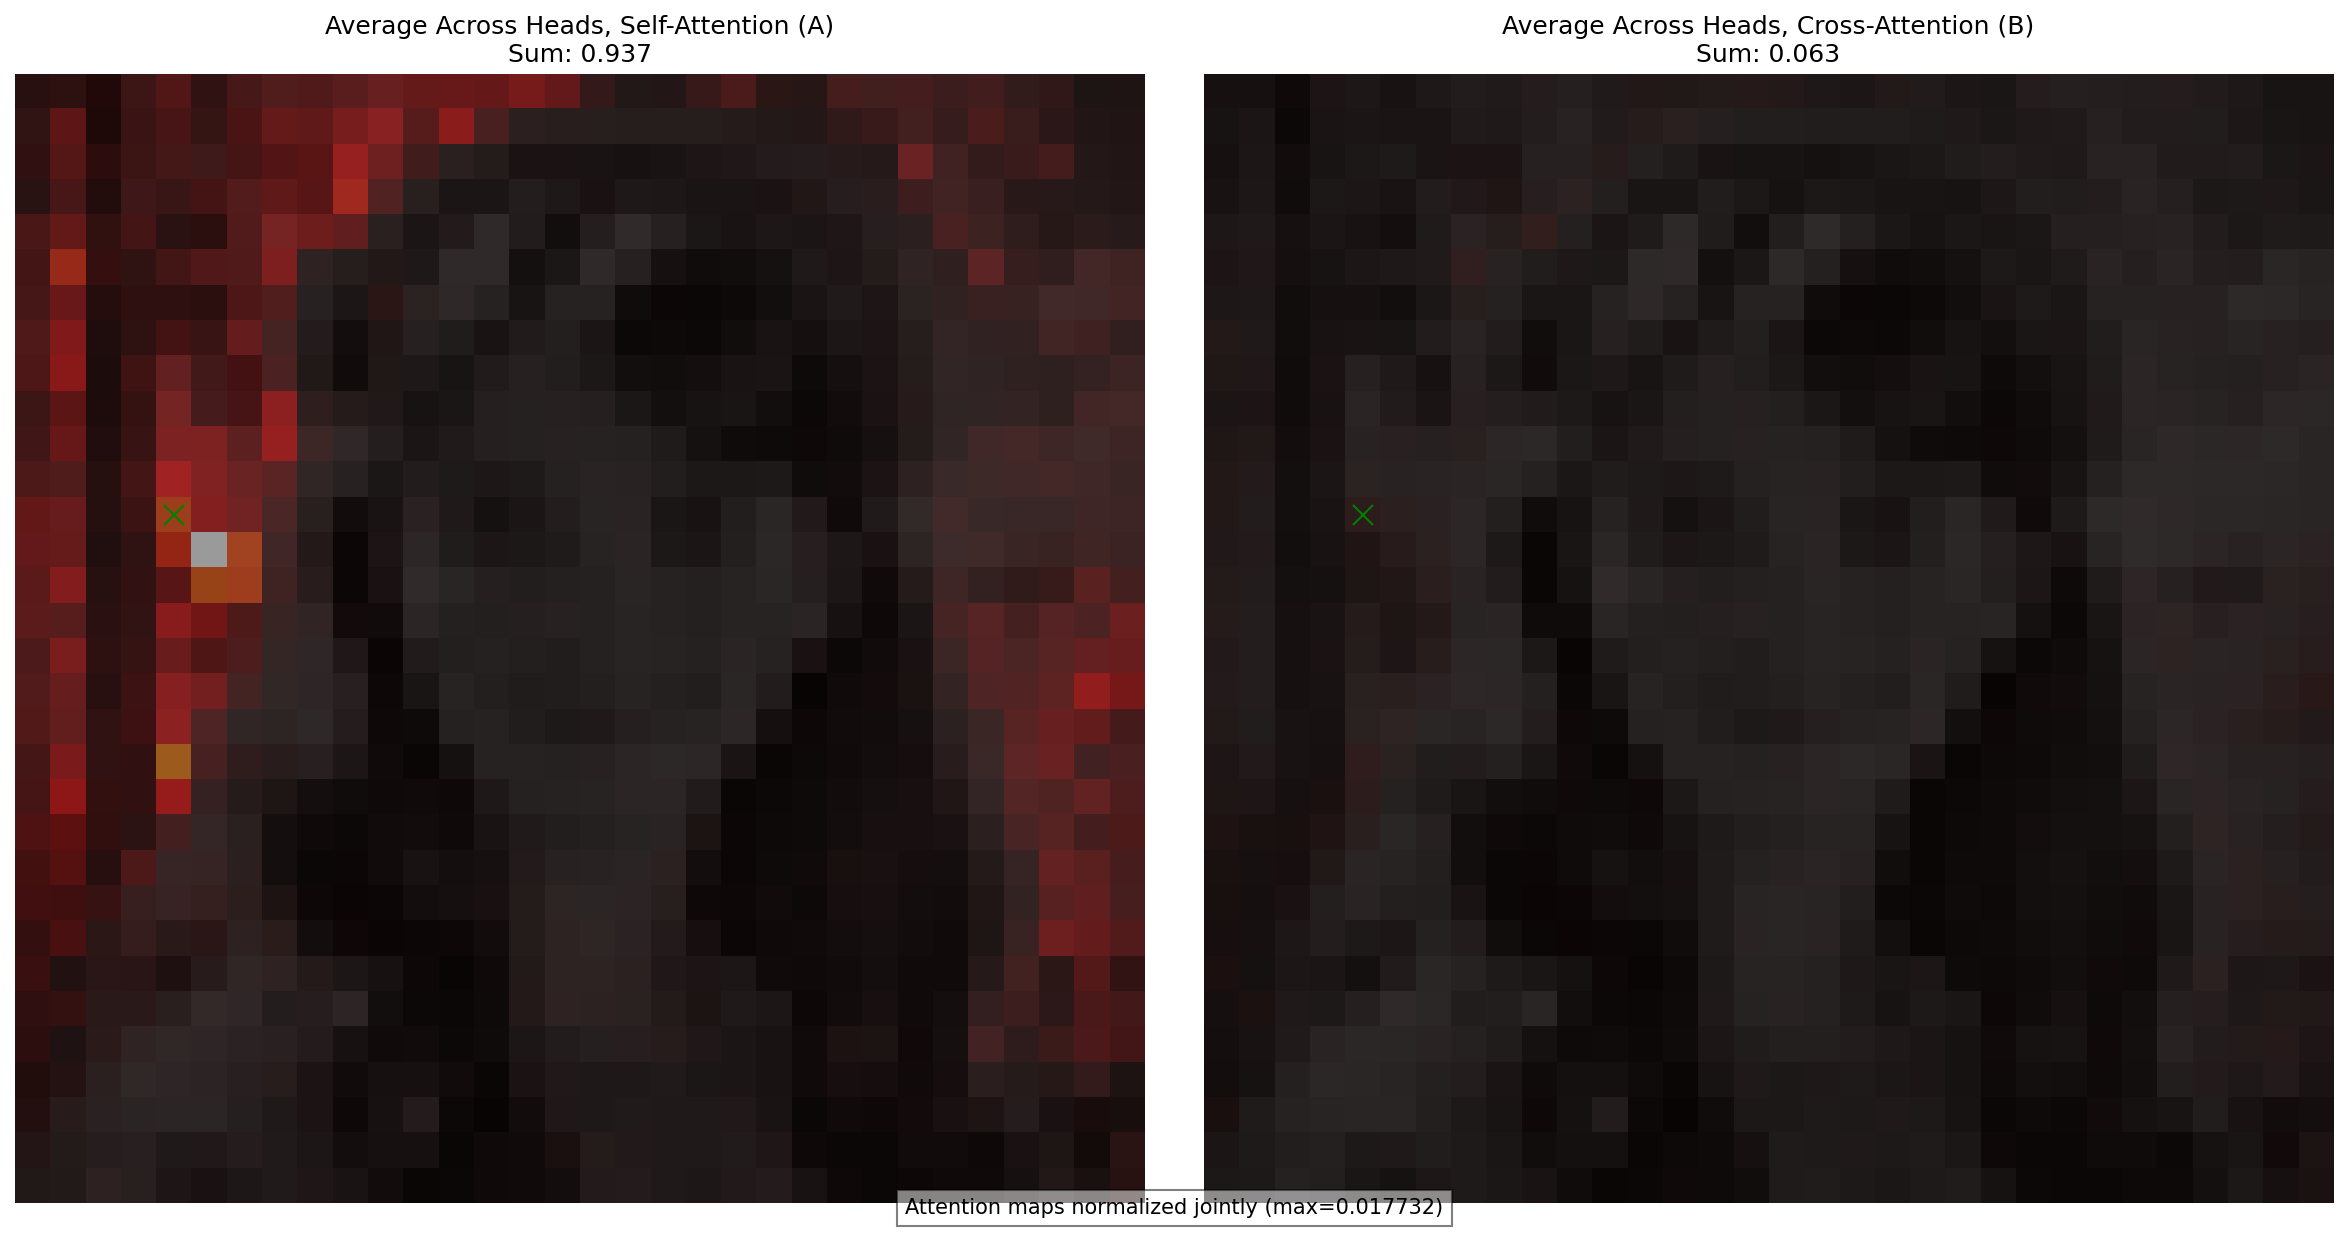 Average Across Heads, Self-Attention (A)
Sum: 0.937
Average Across Heads, Cross-Attention (B)
Sum: 0.063
Attention maps normalized jointly (max=0.017732)